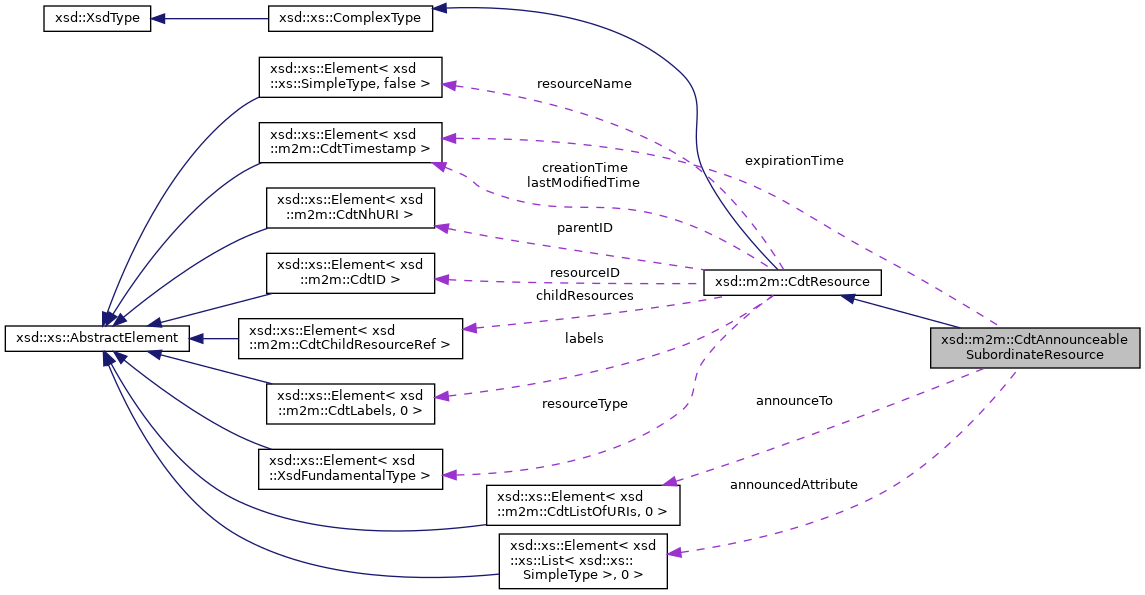 xsd::XsdType
xsd::xs::ComplexType
xsd::xs::Element< xsd
::xs::SimpleType, false >
resourceName
xsd::xs::Element< xsd
::m2m::CdtTimestamp >
expirationTime
creationTime
lastModifiedTime
xsd::xs::Element< xsd
::m2m::CdtNhURI >
parentID
xsd::xs::Element< xsd
::m2m::CdtID >
resourceID
xsd::m2m::CdtResource
childResources
xsd::xs::AbstractElement
xsd::xs::Element< xsd
::m2m::CdtChildResourceRef >
labels
xsd::m2m::CdtAnnounceable
SubordinateResource
xsd::xs::Element< xsd
::m2m::CdtLabels, 0 >
resourceType
announceTo
xsd::xs::Element< xsd
::XsdFundamentalType >
announcedAttribute
xsd::xs::Element< xsd
::m2m::CdtListOfURIs, 0 >
xsd::xs::Element< xsd
::xs::List< xsd::xs::
SimpleType >, 0 >